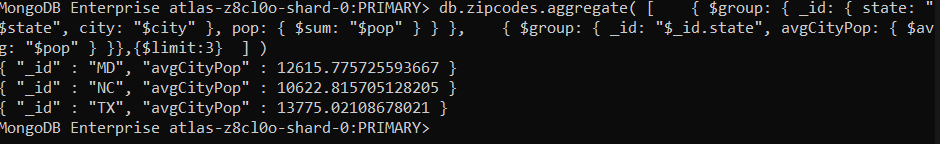 MongoDB Enterprise atlas-z8cl0o-shard-0:PRIMARY> db.zipcodes.aggregate( [    { $group: { _id: { state: "
$state", city: "$city" }, pop: { $sum: "$pop" } } },    { $group: { _id: "$_id.state", avgCityPop: { $av
g: "$pop" } }},{$limit:3}  ] )
{ "_id" : "MD", "avgCityPop" : 12615.775725593667 }
{ "_id" : "NC", "avgCityPop" : 10622.815705128205 }
{ "_id" : "TX", "avgCityPop" : 13775.02108678021 }
MongoDB Enterprise atlas-z8cl0o-shard-0:PRIMARY>